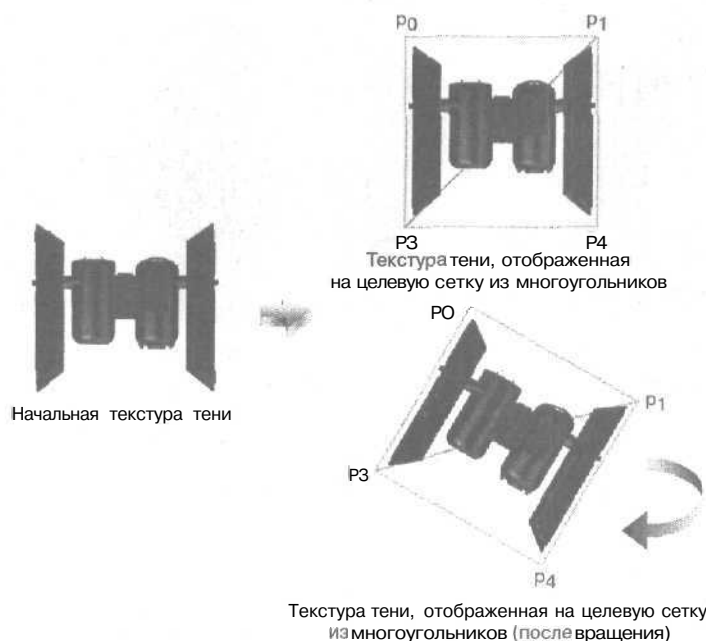 P0 P1
P3 P4
Текстура тени, отображенная
на целевую сетку из многоугольников
Начальная текстура тени
PO
P1
P3
P4
Текстура тени, отображенная на целевую сетку
из многоугольников (после вращения)